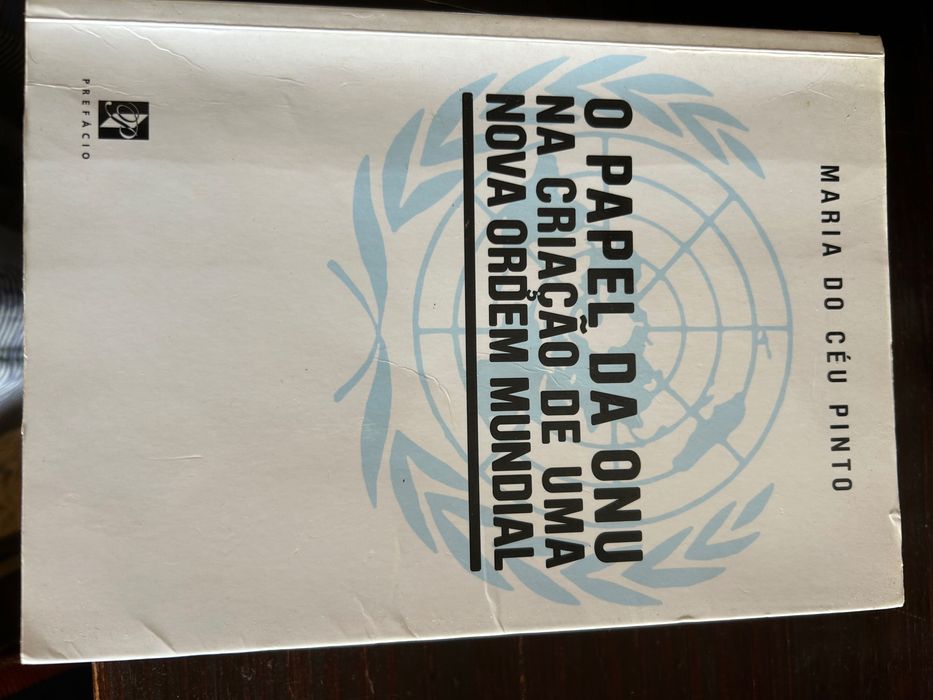 MARIA DO CÉU PINTO
O PAPEL DA ONU
NA CRIAÇÃO DE UMA
NOVA ORDEM MUNDIAL
PREFÁCIO